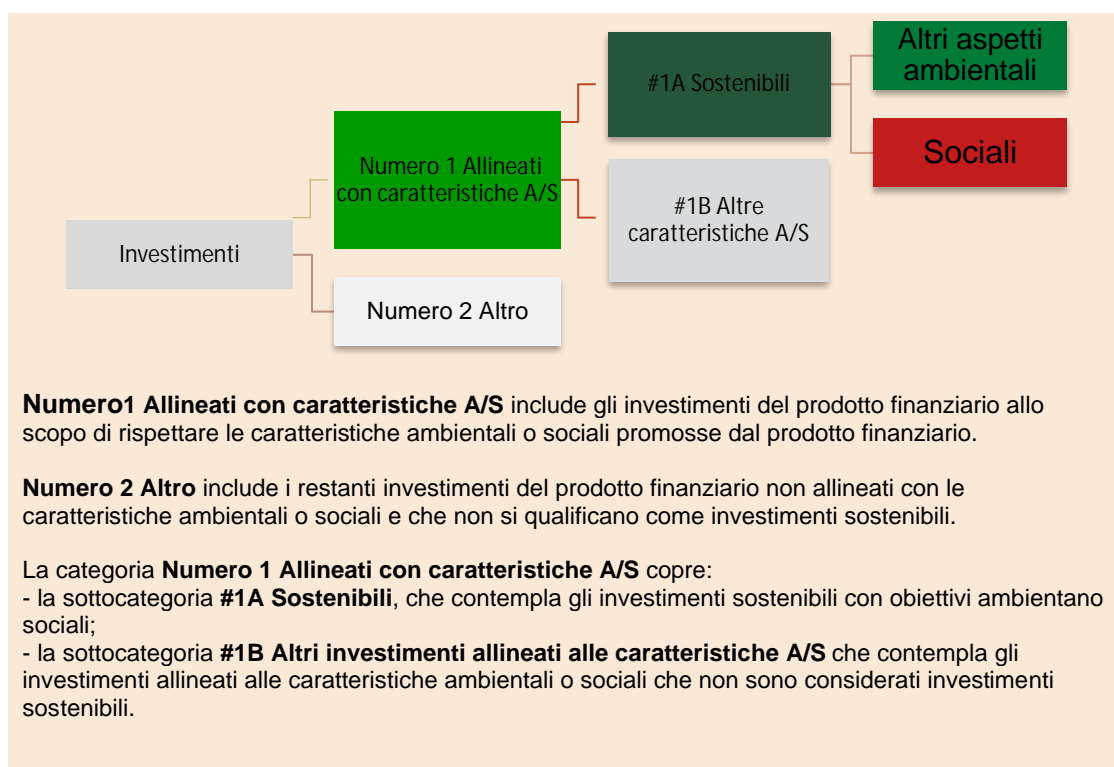 Altri aspetti
ambientali
#1A Sostenibili
Sociali
Numero 1 Allineati
con caratteristiche A/S
#1B Altre
caratteristiche A/S
Investimenti
Numero 2 Altro
Numero1 Allineati con caratteristiche A/S include gli investimenti del prodotto finanziario allo
scopo di rispettare le caratteristiche ambientali o sociali promosse dal prodotto finanziario.
Numero 2 Altro include i restanti investimenti del prodotto finanziario non allineati con le
caratteristiche ambientali o sociali e che non si qualificano come investimenti sostenibili.
La categoria Numero 1 Allineati con caratteristiche A/S copre:
- la sottocategoria #1A Sostenibili, che contempla gli investimenti sostenibili con obiettivi ambientano
sociali;
- la sottocategoria #1B Altri investimenti allineati alle caratteristiche A/S che contempla gli
investimenti allineati alle caratteristiche ambientali o sociali che non sono considerati investimenti
sostenibili.